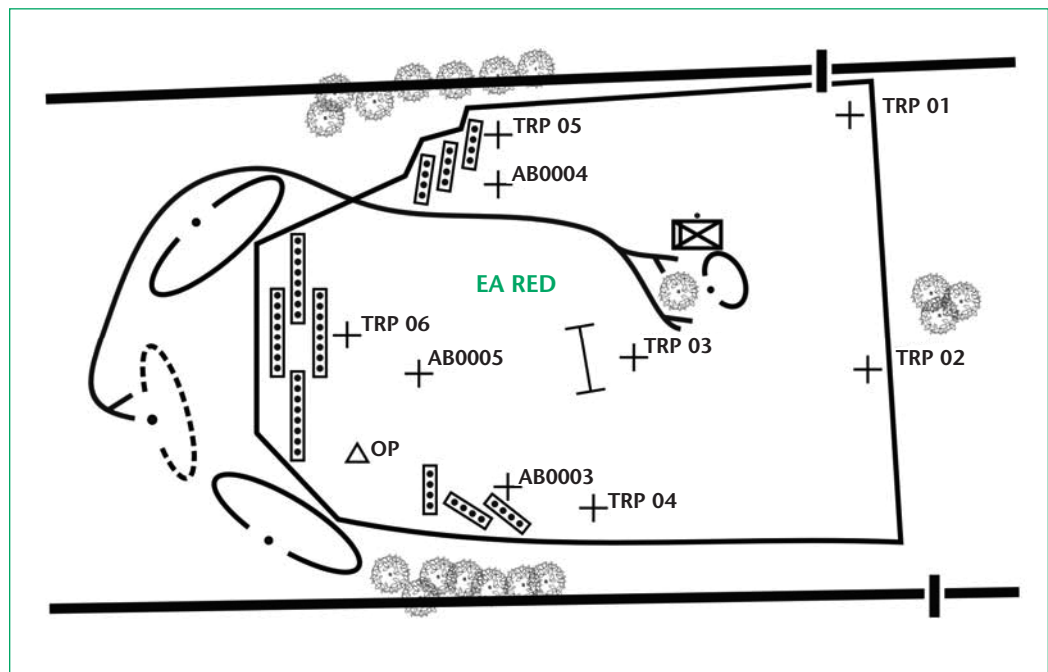 TRP 01
TRP 05
AB0004
EA RED
TRP 06
TRP 03
TRP 02
AB0005
OP
AB0003
TRP 04